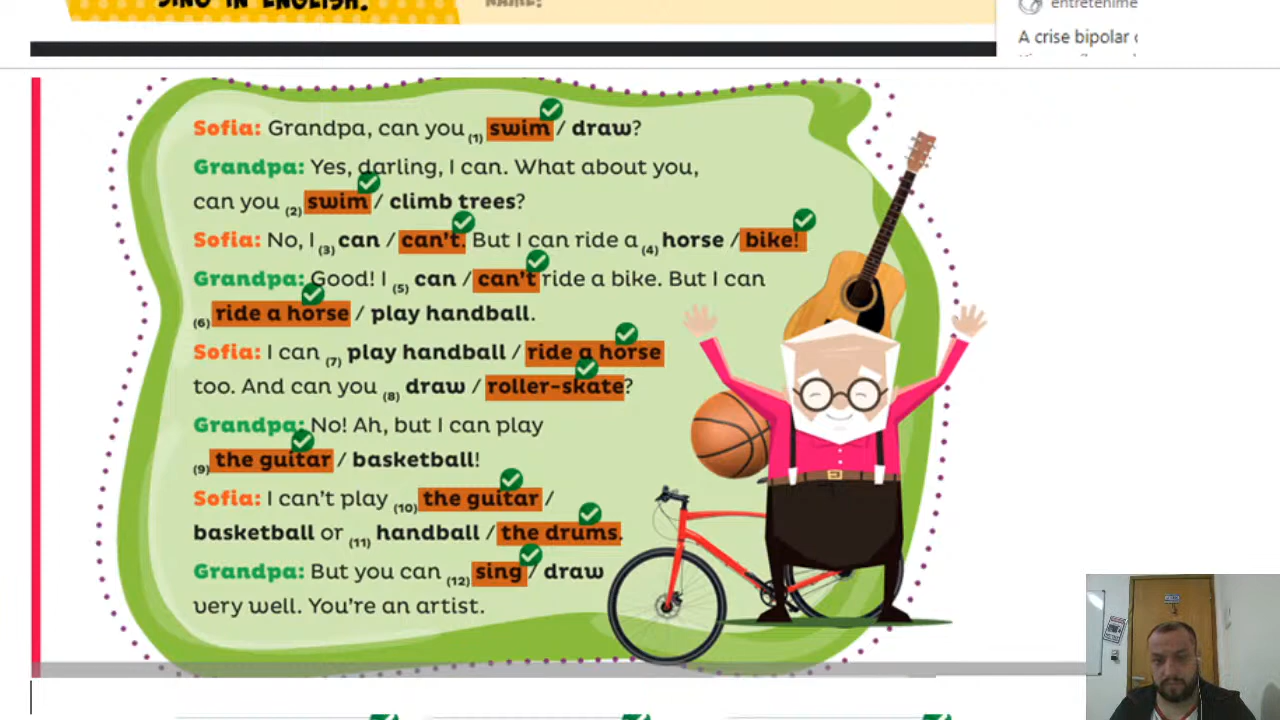 SING IN ENGLISH.
NAME:
entretenime
A crise bipolar
Sofia: Grandpa, can you (1) swim / draw?
Grandpa: Yes, darling, I can. What about you,
can you (2) swim / climb trees?
Sofia: No, I (3) can / can't. But I can ride a (4) horse / bike!
Grandpa: Good! I (5) can / can't ride a bike. But I can
(6) ride a horse / play handball.
Sofia: I can (7) play handball / ride a horse
too. And can you (8) draw / roller-skate?
Grandpa: No! Ah, but I can play
(9) the guitar / basketball!
Sofia: I can't play (10) the guitar /
basketball or (11) handball / the drums.
Grandpa: But you can (12) sing / draw
very well. You're an artist.